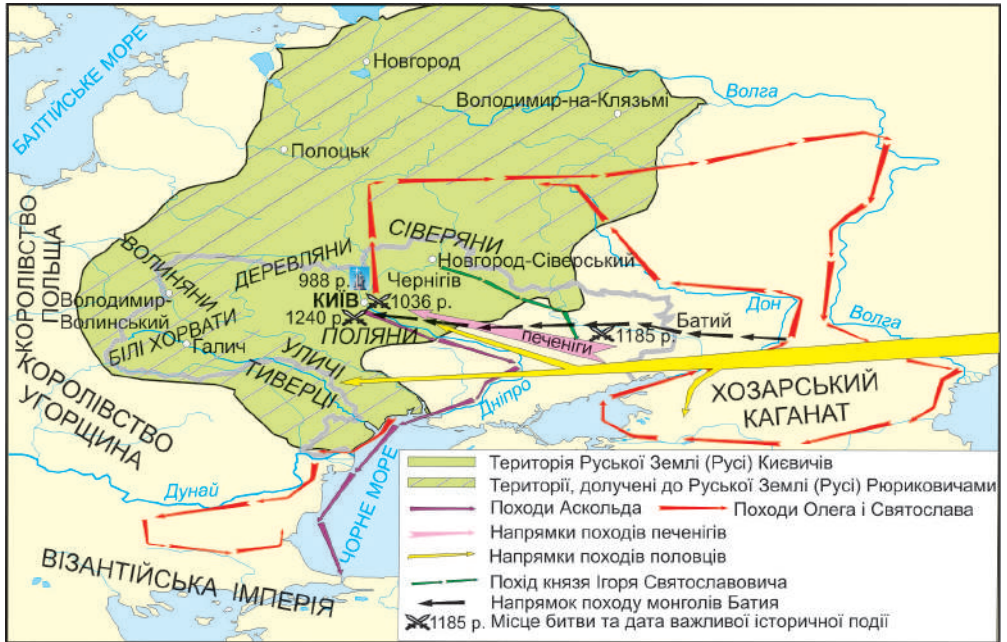 БАЛТІЙСЬКЕ МОРЕ
Новгород
Волга
Володимир-на-Клязьмі
Полоцьк
КОРОЛІВСТВО
ПОЛЬЩА
ВОЛИНЯНИ
ДЕРЕВЛЯНИ
СІВЕРЯНИ
Новгород-Сіверський
988 р.
Чернігів
КИЇВ
1036 р.
1240 р.
Володимир-
Волинський
ПОЛЯНИ
Дон
Волга
Батий
печеніги
1185 р.
БІЛІ ХОРВАТИ
Галич
УЛИЧІ
ТИВЕРЦІ
КОРОЛІВСТВО
УГОРЩИНА
Дніпро
ХОЗАРСЬКИЙ
КАГАНАТ
Дунай
ЧОРНЕ МОРЕ
ВІЗАНТІЙСЬКА ІМПЕРІЯ
Територія Руської Землі (Русі) Києвичів
Території, долучені до Руської Землі (Русі) Рюриковичами
Походи Аскольда
Походи Олега і Святослава
Напрямки походів печенігів
Напрямки походів половців
Похід князя Ігоря Святославовича
Напрямок походу монголів Батия
1185 р. Місце битви та дата важливої історичної події